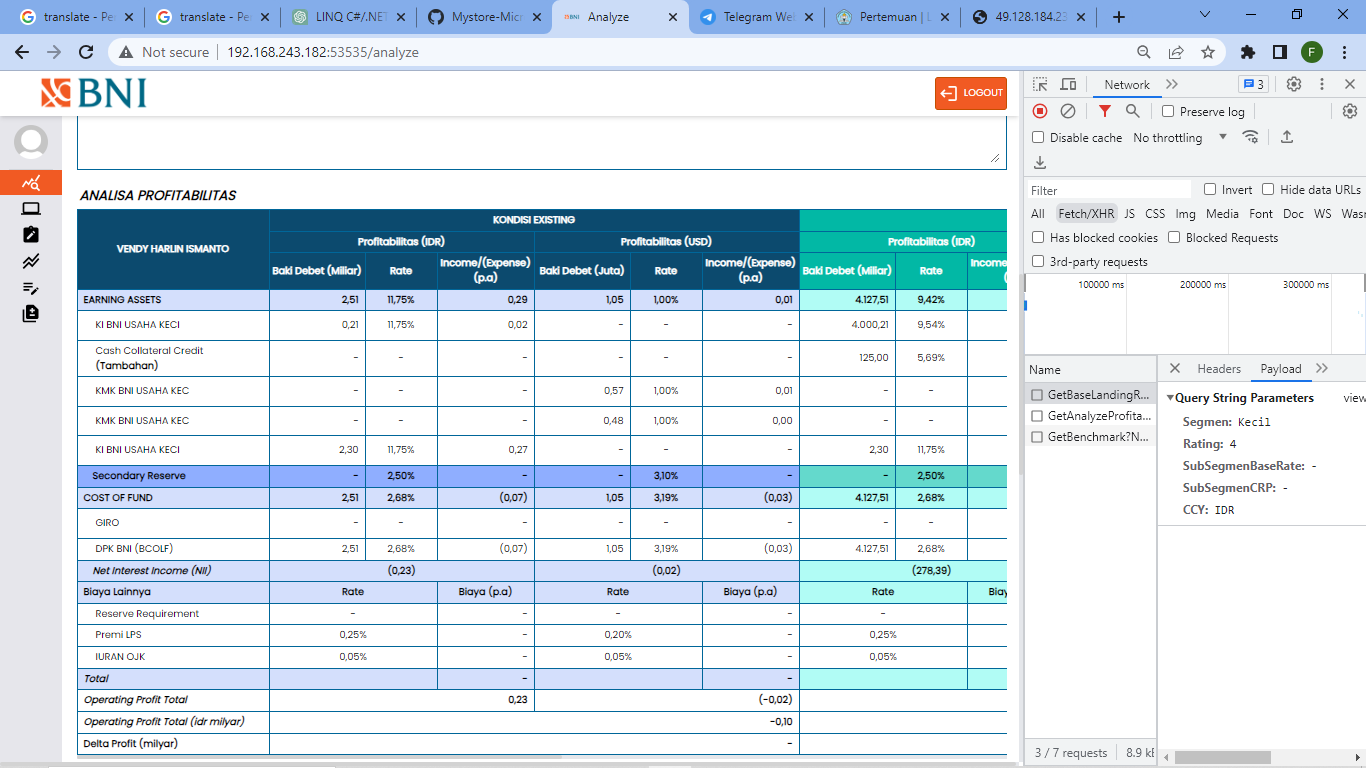 translate - Pe
translate - Pe
LINQ C#/.NET
Mystore-Micr
Analyze
Telegram Wel
Pertemuan | L
49.128.184.23
Not secure 192.168.243.182:53535/analyze
F
BNI
LOGOUT
ANALISA PROFITABILITAS
VENDY HARLIN ISMANTO KONDISI EXISTING
Profitabilitas (IDR) Profitabilitas (USD) Profitabilitas (IDR)
Baki Debet (Miliar) Rate Income/(Expense) (p.a) Baki Debet (Juta) Rate Income/(Expense) (p.a) Baki Debet (Miliar) Rate Income
EARNING ASSETS 2,51 11,75% 0,29 1,05 1,00% 0,01 4.127,51 9,42%
KI BNI USAHA KECI 0,21 11,75% 0,02 - - - 4.000,21 9,54%
Cash Collateral Credit
(Tambahan) - - - - - - 125,00 5,69%
KMK BNI USAHA KEC - - - 0,57 1,00% 0,01 - -
KMK BNI USAHA KEC - - - 0,48 1,00% 0,00 - -
KI BNI USAHA KECI 2,30 11,75% 0,27 - - - 2,30 11,75%
Secondary Reserve - 2,50% - - 3,10% - - 2,50%
COST OF FUND 2,51 2,68% (0,07) 1,05 3,19% (0,03) 4.127,51 2,68%
GIRO - - - - - - - -
DPK BNI (BCOLF) 2,51 2,68% (0,07) 1,05 3,19% (0,03) 4.127,51 2,68%
Net Interest Income (NII) (0,23) (0,02) (278,39)
Biaya Lainnya Rate Biaya (p.a) Rate Biaya (p.a) Rate Biay
Reserve Requirement - - - - -
Premi LPS 0,25% - 0,20% - 0,25%
IURAN OJK 0,05% - 0,05% - 0,05%
Total - -
Operating Profit Total 0,23 (-0,02)
Operating Profit Total (idr milyar) -0,10
Delta Profit (milyar) -
Network 3
Preserve log
Disable cache No throttling
Filter Invert Hide data URLs
All Fetch/XHR JS CSS Img Media Font Doc WS Wasr
Has blocked cookies Blocked Requests
3rd-party requests
100000 ms 200000 ms 300000 ms
Name
GetBaseLandingR...
GetAnalyzeProfita...
GetBenchmark?N...
Headers Payload
Query String Parameters view
Segmen: Kecil
Rating: 4
SubSegmenBaseRate: -
SubSegmenCRP: -
CCY: IDR
3 / 7 requests 8.9 kE